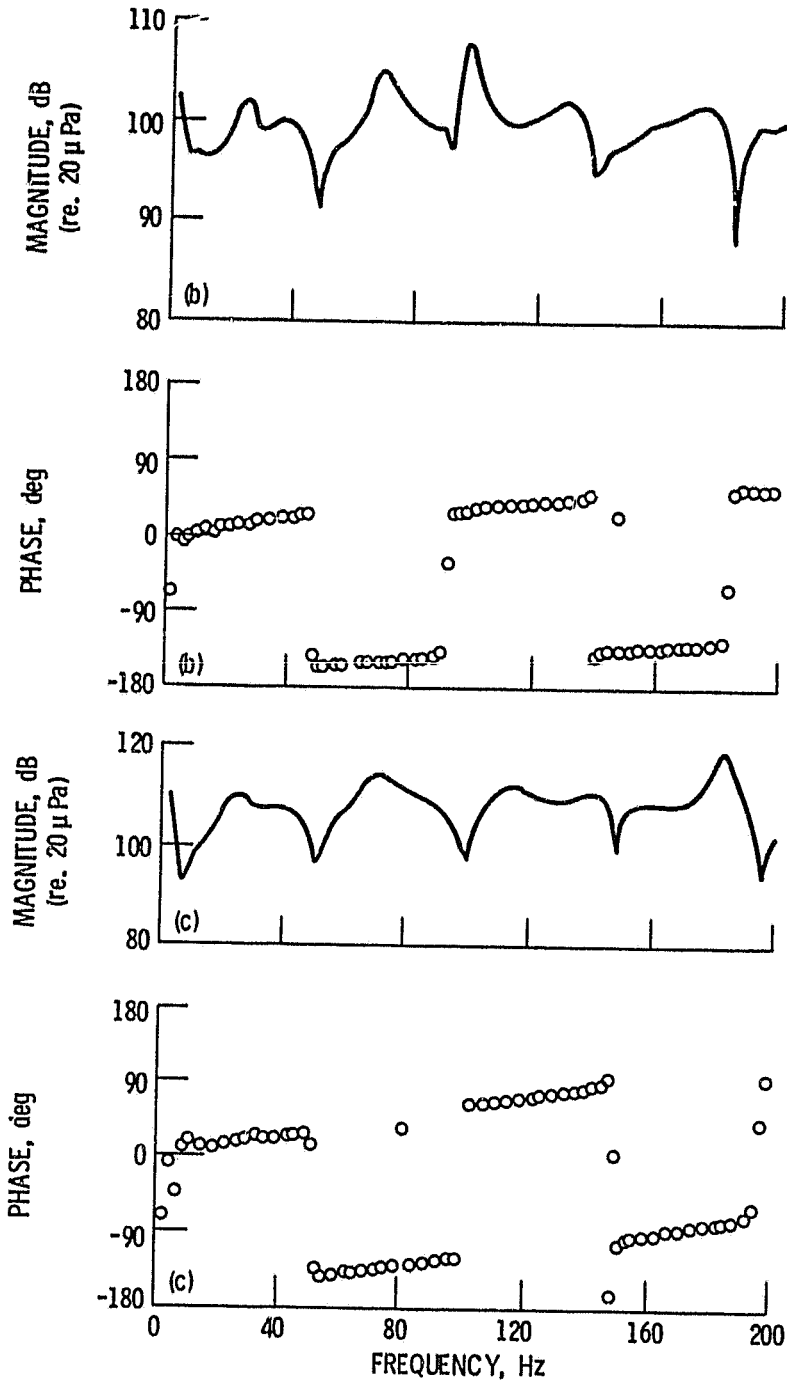 110
100
90
80
MAGNITUDE, dB
(re. 20 µ Pa)
(b)
180
90
0
-90
-180
PHASE, deg
(b)
120
100
80
MAGNITUDE, dB
(re. 20 µ Pa)
(c)
180
90
0
-90
-180
PHASE, deg
(c)
0 40 80 120 160 200
FREQUENCY, Hz